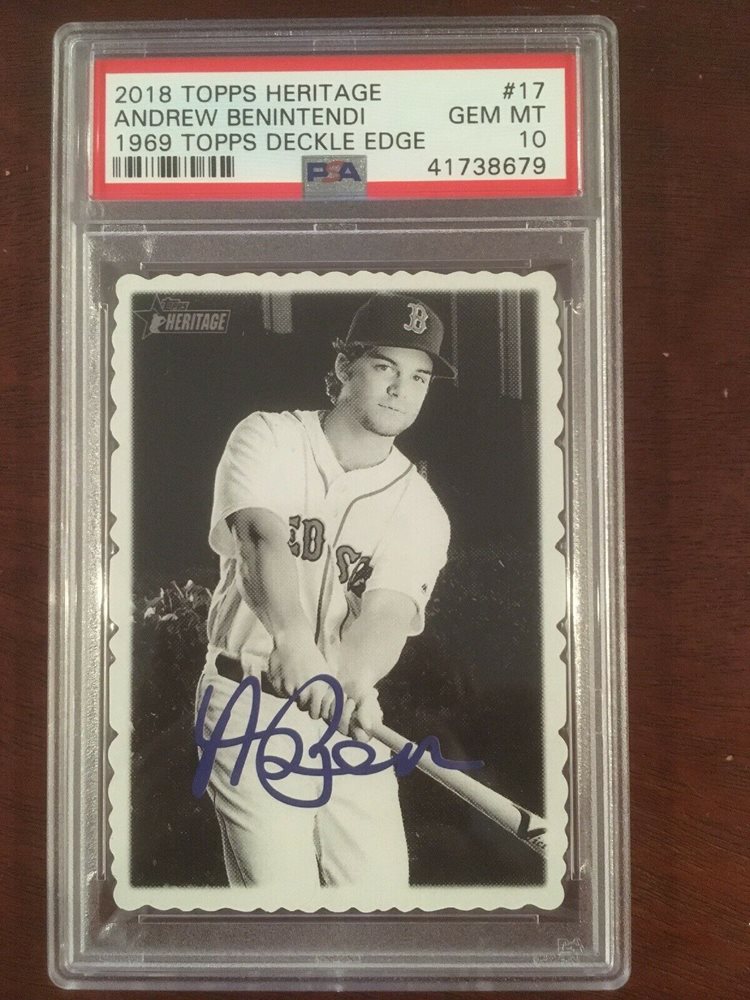 2018 TOPPS HERITAGE #17
ANDREW BENINTENDI GEM MT
1969 TOPPS DECKLE EDGE 10
PSA 41738679
Topps
HERITAGE
B
ED SO